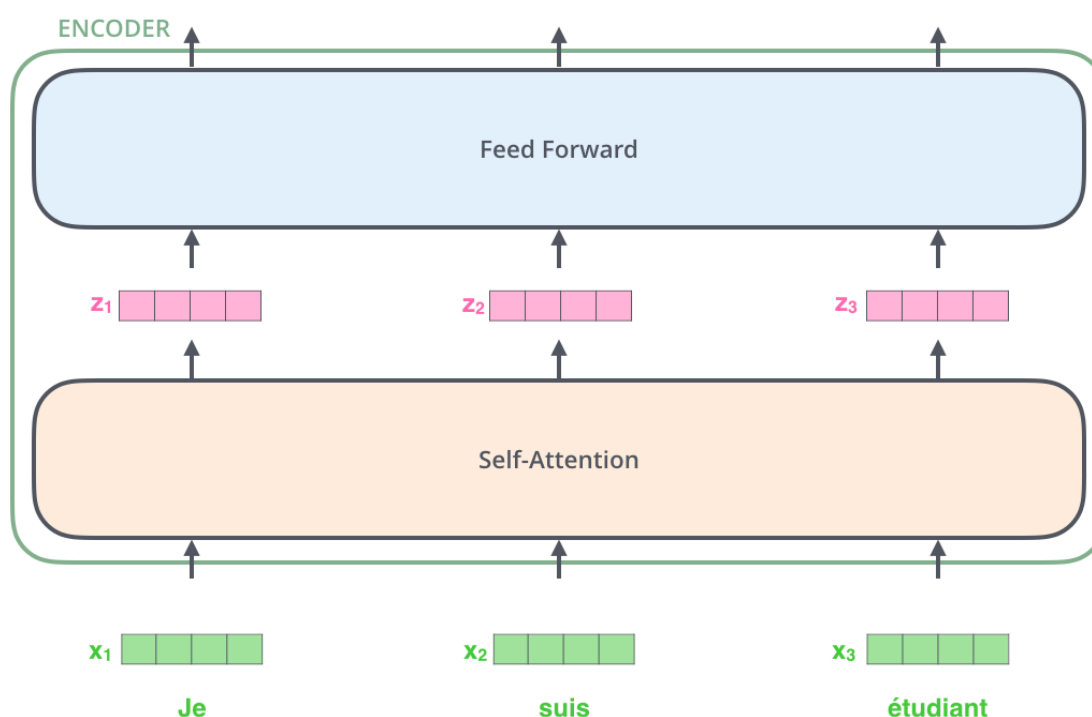 ENCODER
Feed Forward
z₁ z₂ z₃
Self-Attention
x₁ x₂ x₃
Je suis étudiant